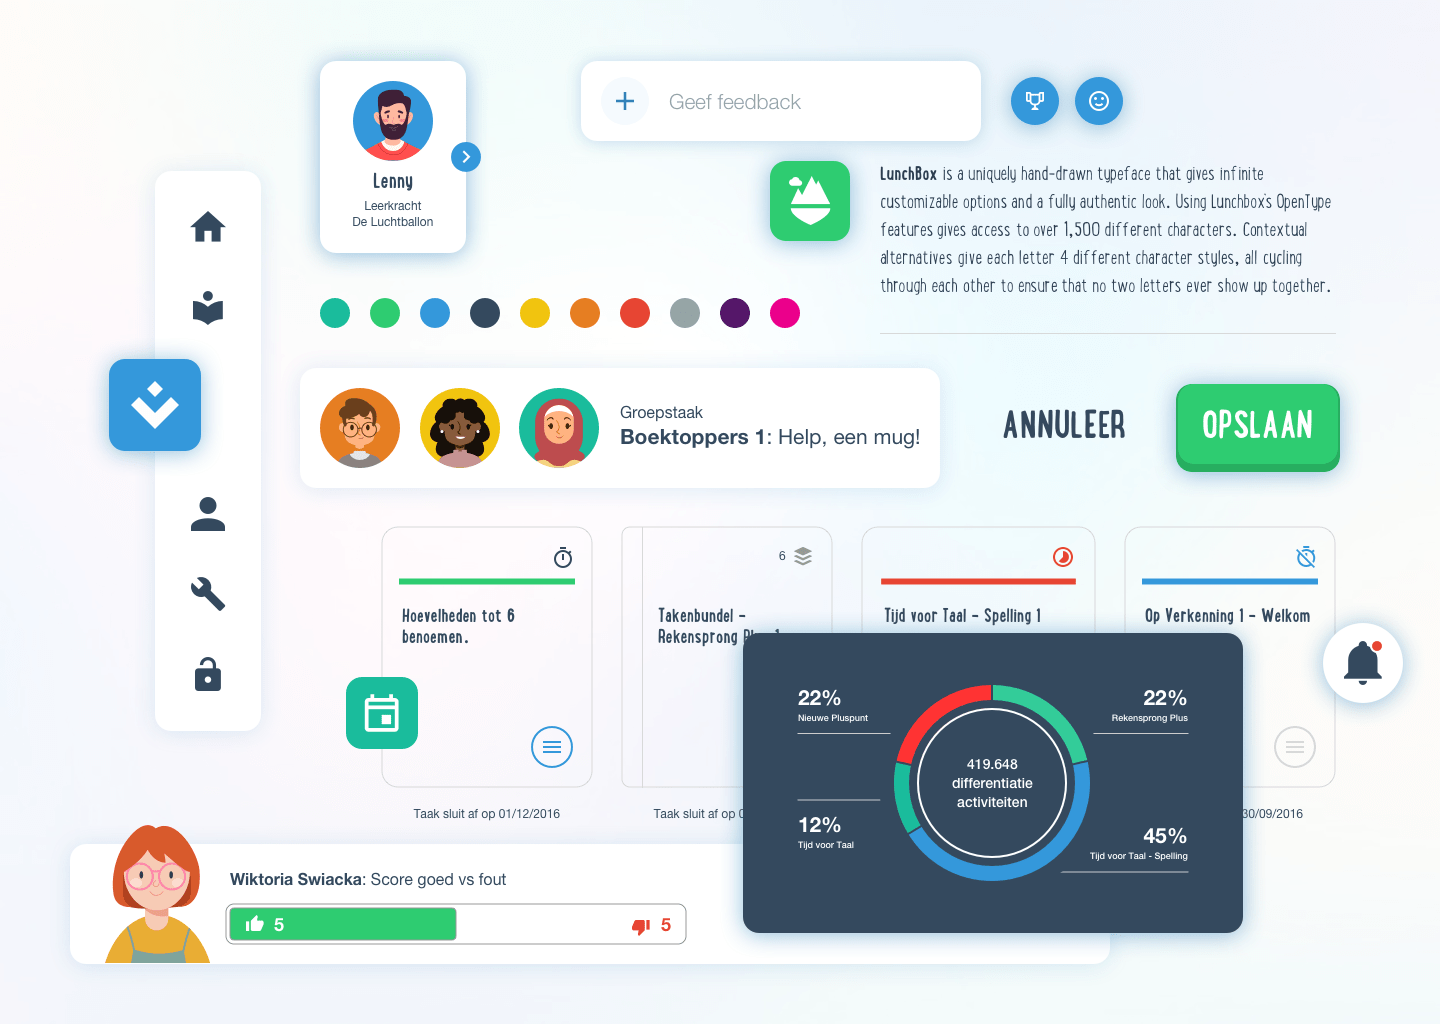 Geef feedback
Lenny
Leerkracht
De Luchtballon
LunchBox is a uniquely hand-drawn typeface that gives infinite
customizable options and a fully authentic look. Using Lunchbox's OpenType
features gives access to over 1,500 different characters. Contextual
alternatives give each letter 4 different character styles, all cycling
through each other to ensure that no two letters ever show up together.
Groepstaak
Boektoppers 1: Help, een mug!
ANNULEER
OPSLAAN
6
Hoevelheden tot 6
benoemen.
Takenbundel -
Rekensprong
Tijd voor Taal - Spelling 1
Op Verkenning 1 - Welkom
22%
Nieuwe Pluspunt
22%
Rekensprong Plus
419.648
differentiatie
activiteiten
12%
Tijd voor Taal
45%
Tijd voor Taal - Spelling
Taak sluit af op 01/12/2016
Taak sluit af op
30/09/2016
Wiktoria Swiacka: Score goed vs fout
5
5